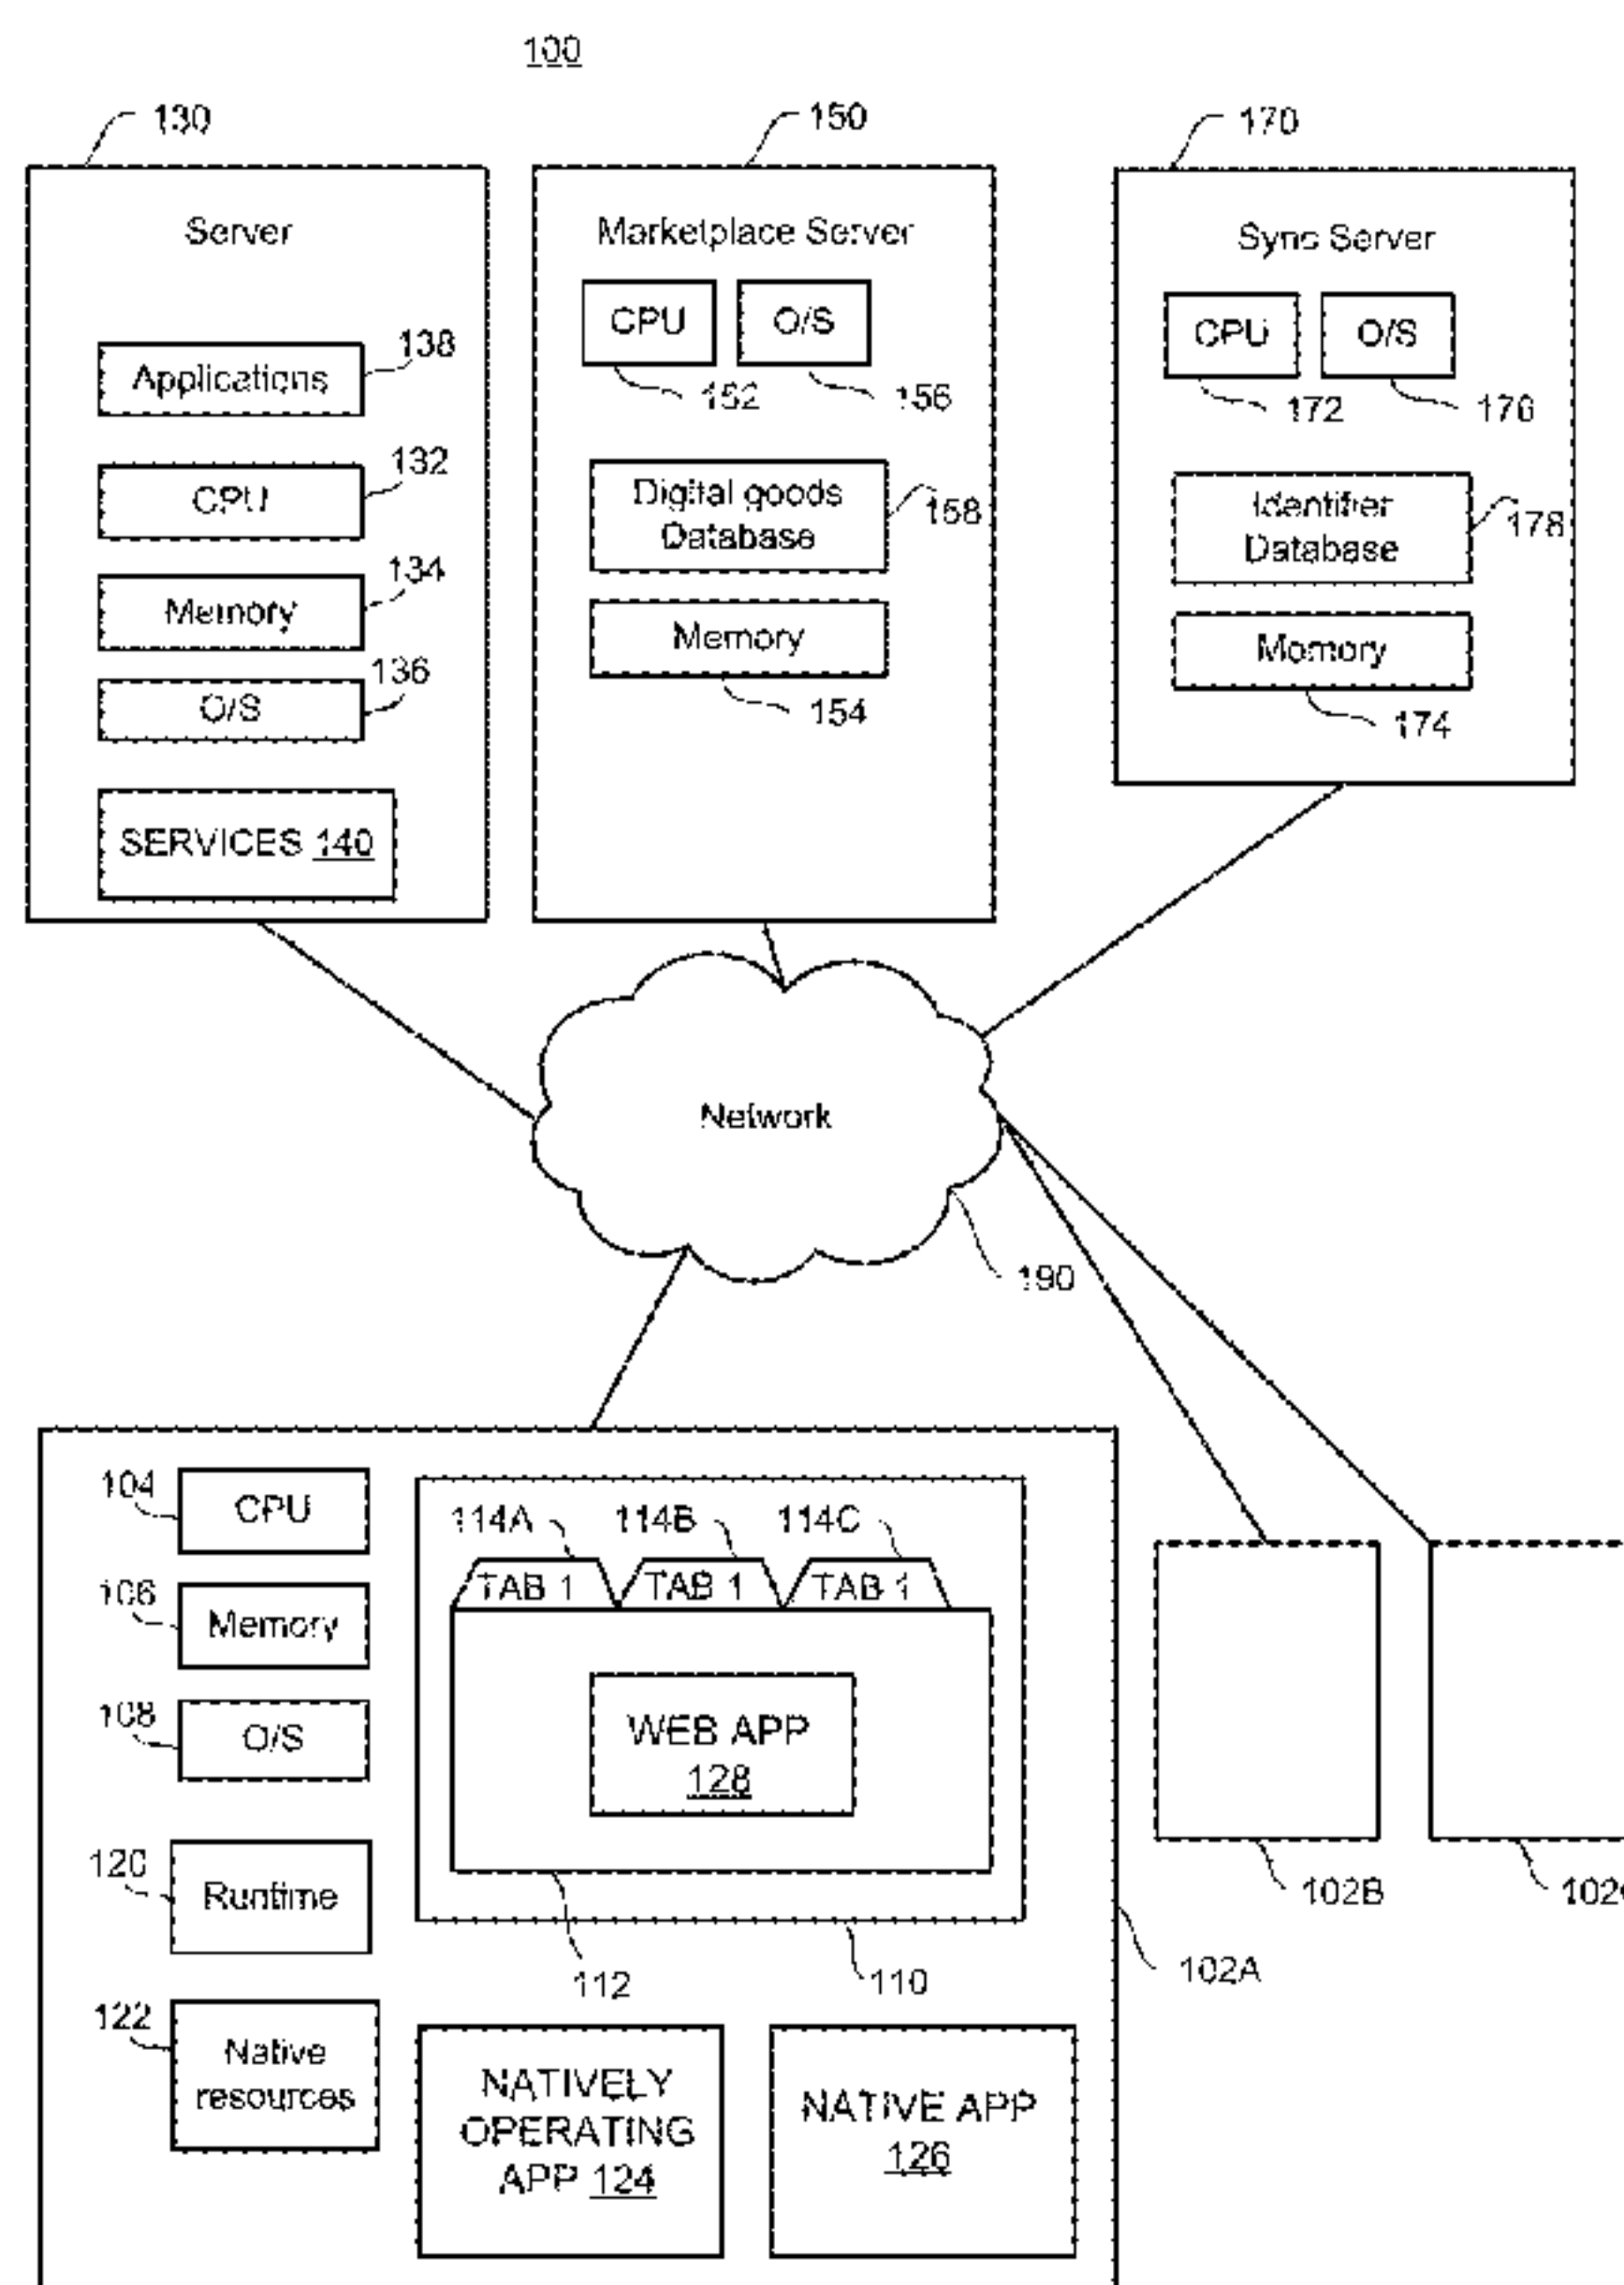 100
130
150
170
Server
Marketplace Server
Sync Server
Applications
138
CPU
132
Memory
134
O/S
136
SERVICES 140
CPU
O/S
152
156
Digital goods
Database
158
Memory
154
CPU
O/S
172
176
Identifier
Database
178
Memory
174
Network
190
104
CPU
106
Memory
108
O/S
120
Runtime
122
Native
resources
114A
114B
114C
TAB 1
TAB 1
TAB 1
WEB APP
128
112
110
NATIVELY
OPERATING
APP 124
NATIVE APP
126
102A
102B